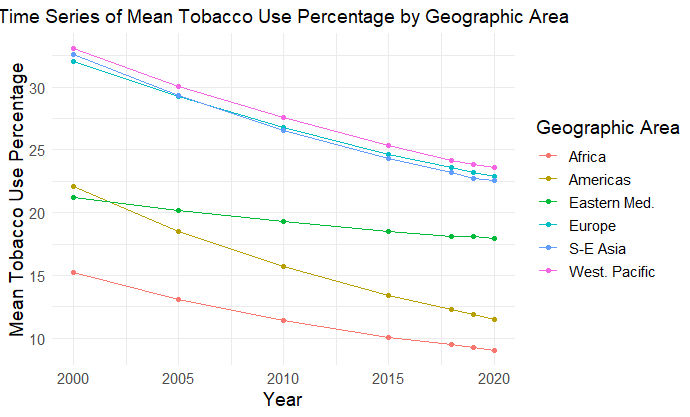 Time Series of Mean Tobacco Use Percentage by Geographic Area
Mean Tobacco Use Percentage
30
25
20
15
10
2000
2005
2010
2015
2020
Year
Geographic Area
Africa
Americas
Eastern Med.
Europe
S-E Asia
West. Pacific